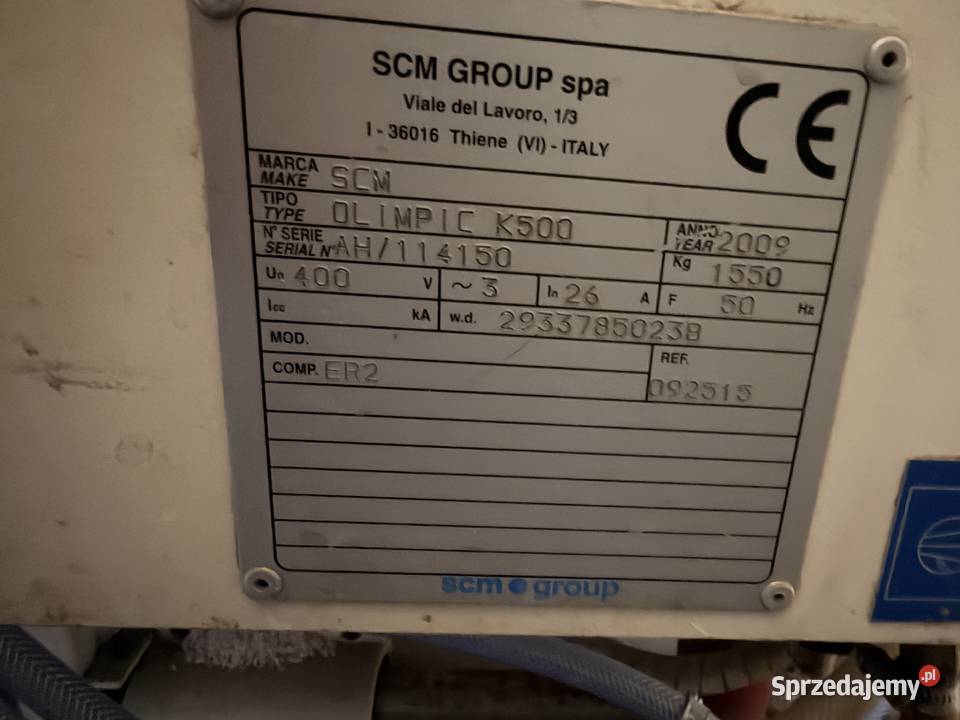 SCM GROUP spa
Viale del Lavoro, 1/3
I - 36016 Thiene (VI) - ITALY
CE
MARCA
MAKE SCM
TIPO
TYPE OLIMPIC K500
ANNO
YEAR 2009
N° SERIE
SERIAL N° AH/114150
Kg 1550
Un 400 V ~ 3 In 26 A F 50 Hz
Icc kA w.d. 2933785023B
MOD.
COMP. ER2
REF.
092515
scm group
Sprzedajemy.pl